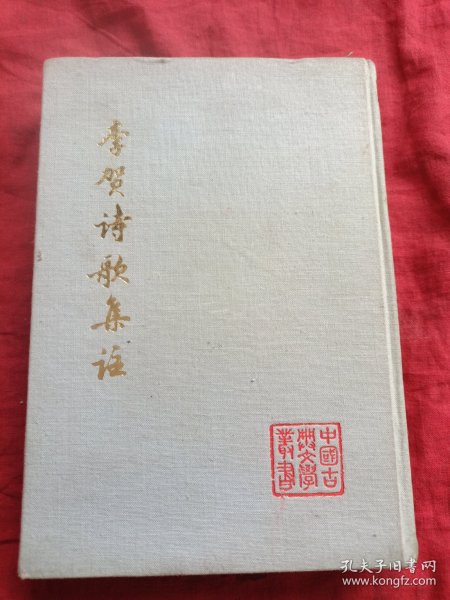 李贺诗歌集注
中國古
典文學
叢書
孔夫子旧书网
www.kongfz.com